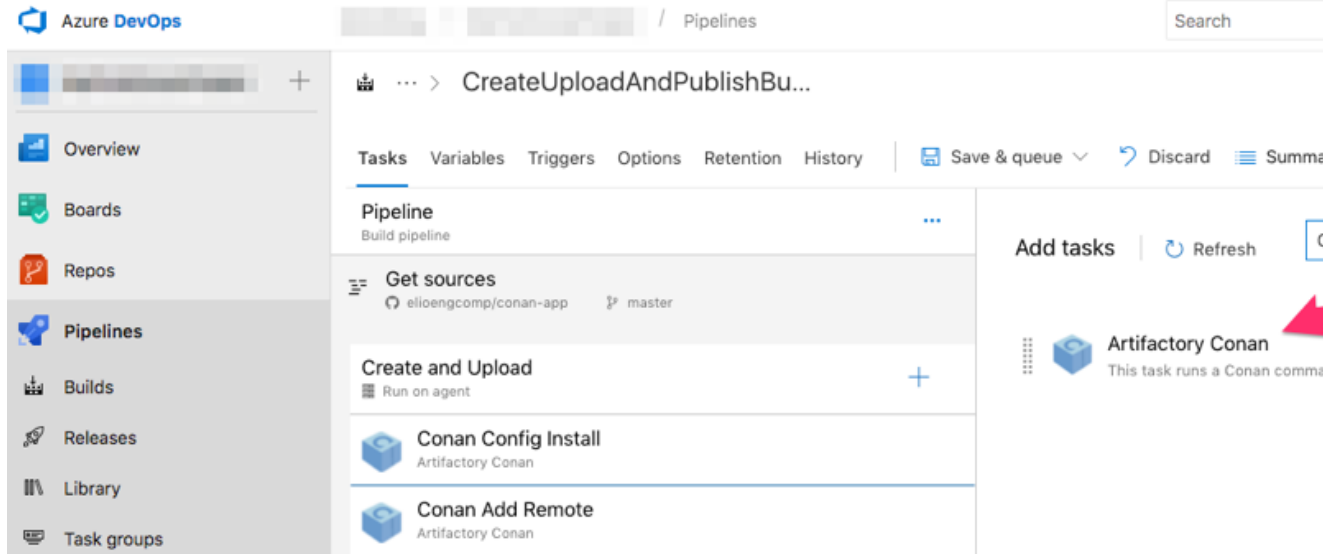 Azure DevOps
/ Pipelines
Search
... > CreateUploadAndPublishBu...
Overview
Boards
Repos
Pipelines
Builds
Releases
Library
Task groups
Tasks Variables Triggers Options Retention History
Save & queue Discard Summa
Pipeline
Build pipeline
Get sources
elioengcomp/conan-app master
Create and Upload
Run on agent
Conan Config Install
Artifactory Conan
Conan Add Remote
Artifactory Conan
Add tasks Refresh
Artifactory Conan
This task runs a Conan comma